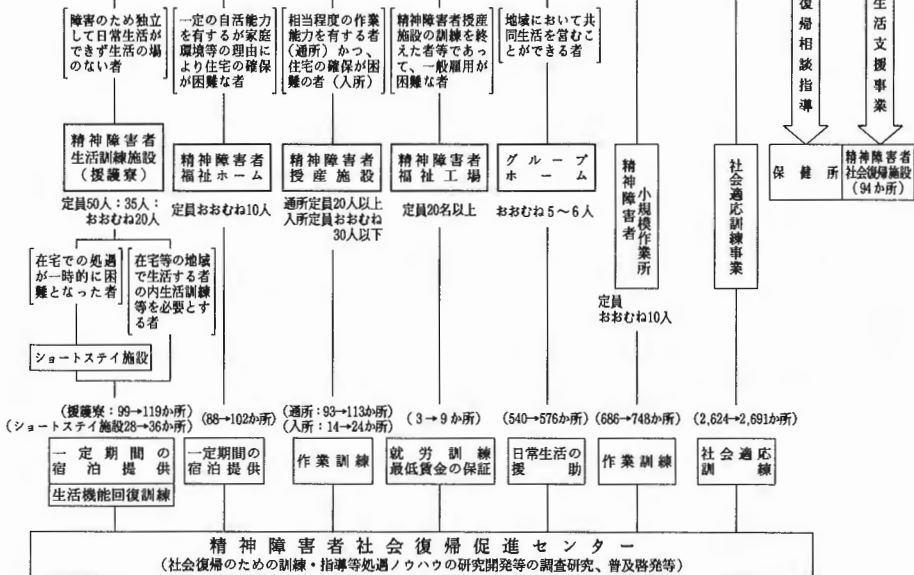 障害のため独立
して日常生活が
できず生活の場
のない者
一定の自活能力
を有するが家庭
環境等の理由に
より住宅の確保
が困難な者
相当程度の作業
能力を有する者
（通所）かつ、
住宅の確保が困
難の者（入所）
精神障害者授産
施設の訓練を終
えた者等であっ
て、一般雇用が
困難な者
地域において共
同生活を営むこ
とができる者
復帰相談指導
生活支援事業
精神障害者
生活訓練施設
（援護寮）
精神障害者
福祉ホーム
精神障害者
授産施設
精神障害者
福祉工場
グループ
ホーム
精神障害者
小規模作業所
社会適応訓練事業
保健所
精神障害者
社会復帰施設
（94か所）
定員50人：35人：
おおむね20人
定員おおむね10人
通所定員20人以上
入所定員おおむね
30人以下
定員20名以上
おおむね5～6人
定員
おおむね10人
在宅での処遇
が一時的に困
難となった者
在宅等の地域
で生活する者
の内生活訓練
等を必要とす
る者
ショートステイ施設
（援護寮：99→119か所）
（ショートステイ施設28→36か所）
（88→102か所）
（通所：93→113か所）
（入所：14→24か所）
（3→9か所）
（540→576か所）
（686→748か所）
（2,624→2,691か所）
一定期間の
宿泊提供
生活機能回復訓練
一定期間の
宿泊提供
作業訓練
就労訓練
最低賃金の保証
日常生活の
援助
作業訓練
社会適応
訓練
精神障害者社会復帰促進センター
（社会復帰のための訓練・指導等処遇ノウハウの研究開発等の調査研究、普及啓発等）